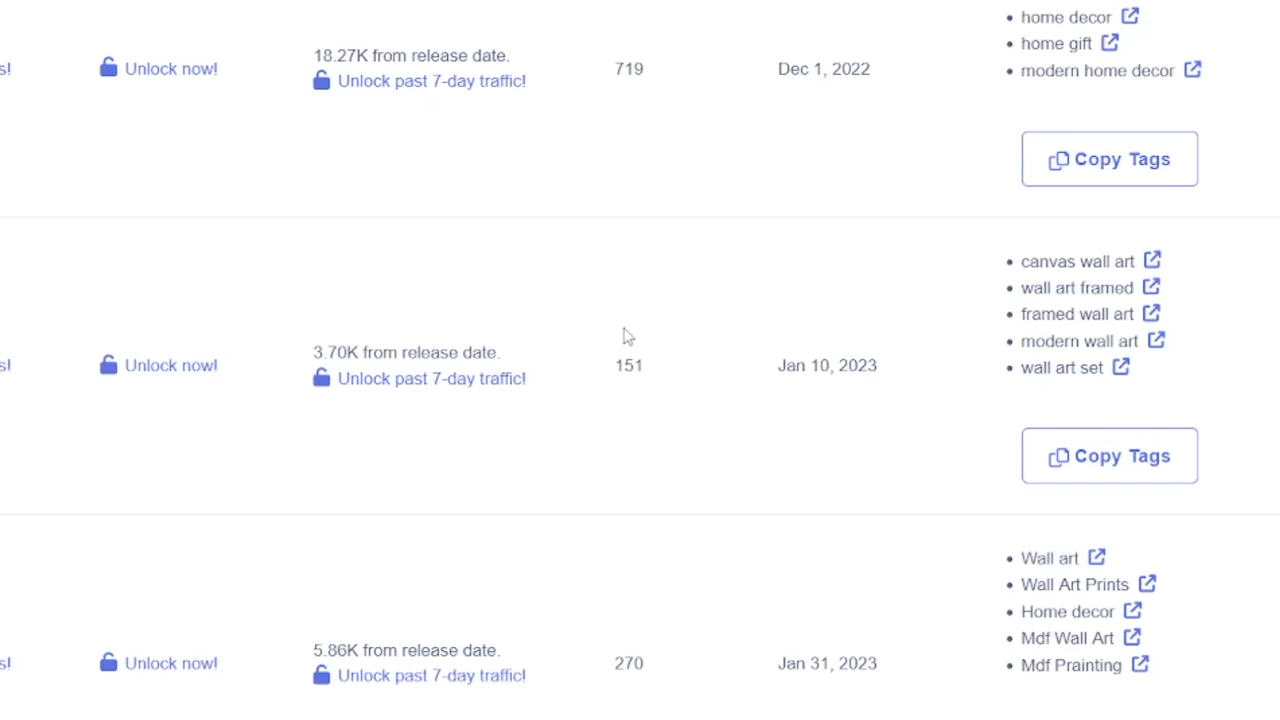 home decor
home gift
modern home decor
s!
Unlock now!
18.27K from release date.
Unlock past 7-day traffic!
719
Dec 1, 2022
Copy Tags
canvas wall art
wall art framed
framed wall art
modern wall art
wall art set
s!
Unlock now!
3.70K from release date.
Unlock past 7-day traffic!
151
Jan 10, 2023
Copy Tags
Wall art
Wall Art Prints
Home decor
Mdf Wall Art
Mdf Prainting
s!
Unlock now!
5.86K from release date.
Unlock past 7-day traffic!
270
Jan 31, 2023